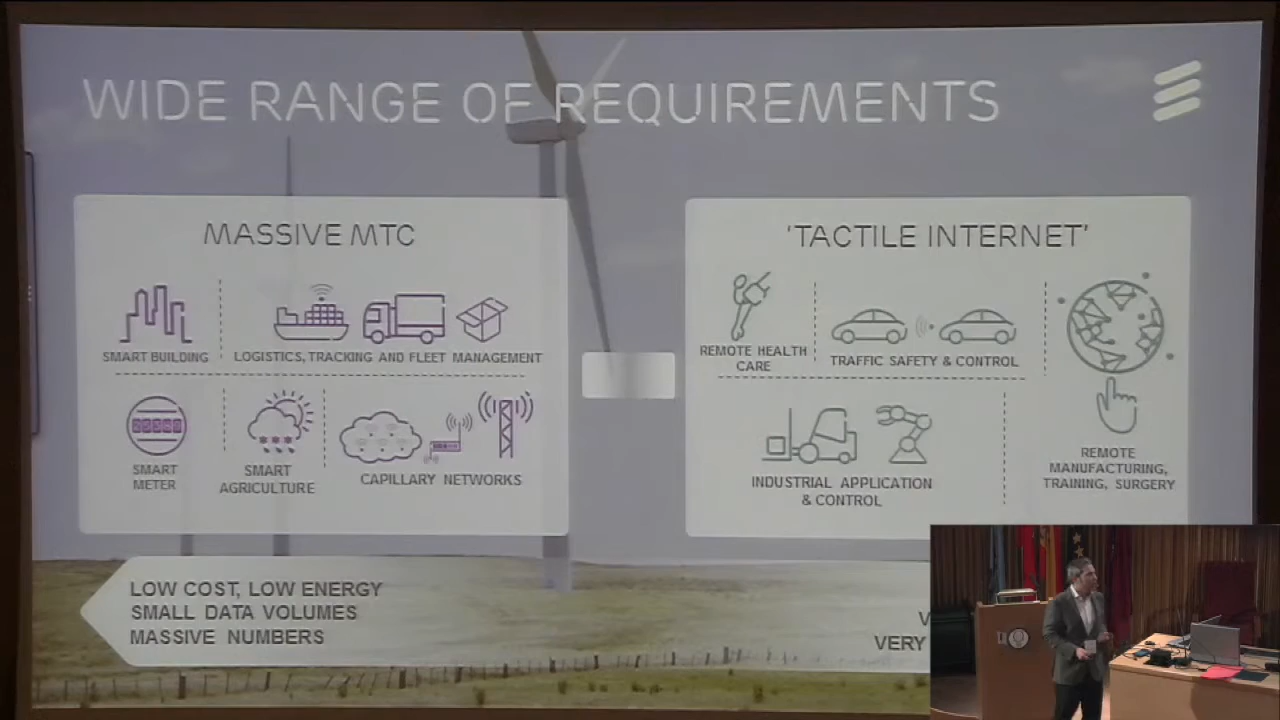 WIDE RANGE OF REQUIREMENTS
MASSIVE MTC
SMART BUILDING
LOGISTICS, TRACKING AND FLEET MANAGEMENT
SMART
METER
SMART
AGRICULTURE
CAPILLARY NETWORKS
'TACTILE INTERNET'
REMOTE HEALTH
CARE
TRAFFIC SAFETY & CONTROL
INDUSTRIAL APPLICATION
& CONTROL
REMOTE
MANUFACTURING,
TRAINING, SURGERY
LOW COST, LOW ENERGY
SMALL DATA VOLUMES
MASSIVE NUMBERS
VERY